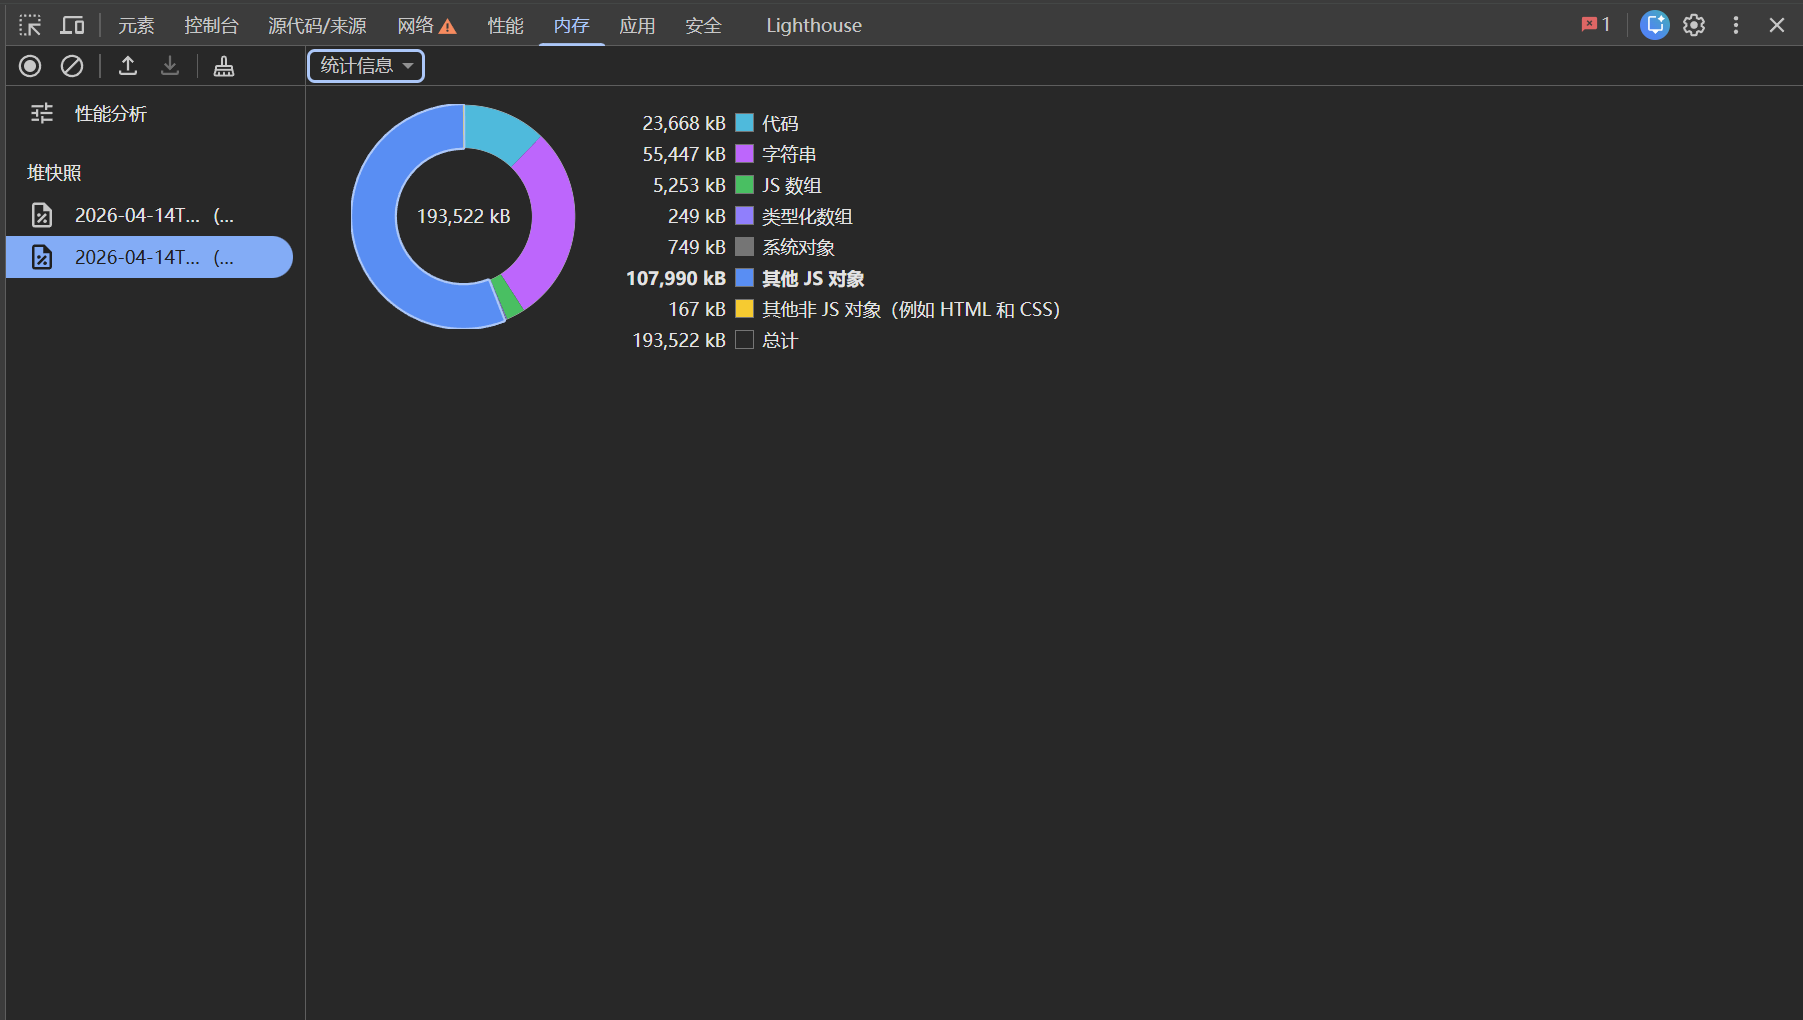 元素 控制台 源代码/来源 网络 性能 内存 应用 安全 Lighthouse 1
统计信息
性能分析
堆快照
2026-04-14T... (...
2026-04-14T... (...
193,522 kB
23,668 kB 代码
55,447 kB 字符串
5,253 kB JS 数组
249 kB 类型化数组
749 kB 系统对象
107,990 kB 其他 JS 对象
167 kB 其他非 JS 对象（例如 HTML 和 CSS）
193,522 kB 总计